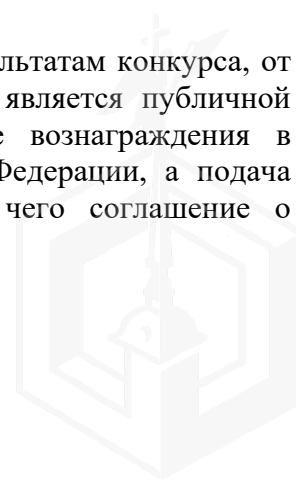 льтатам конкурса, от
является публичной
е вознаграждения в
Федерации, а подача
чего соглашение о